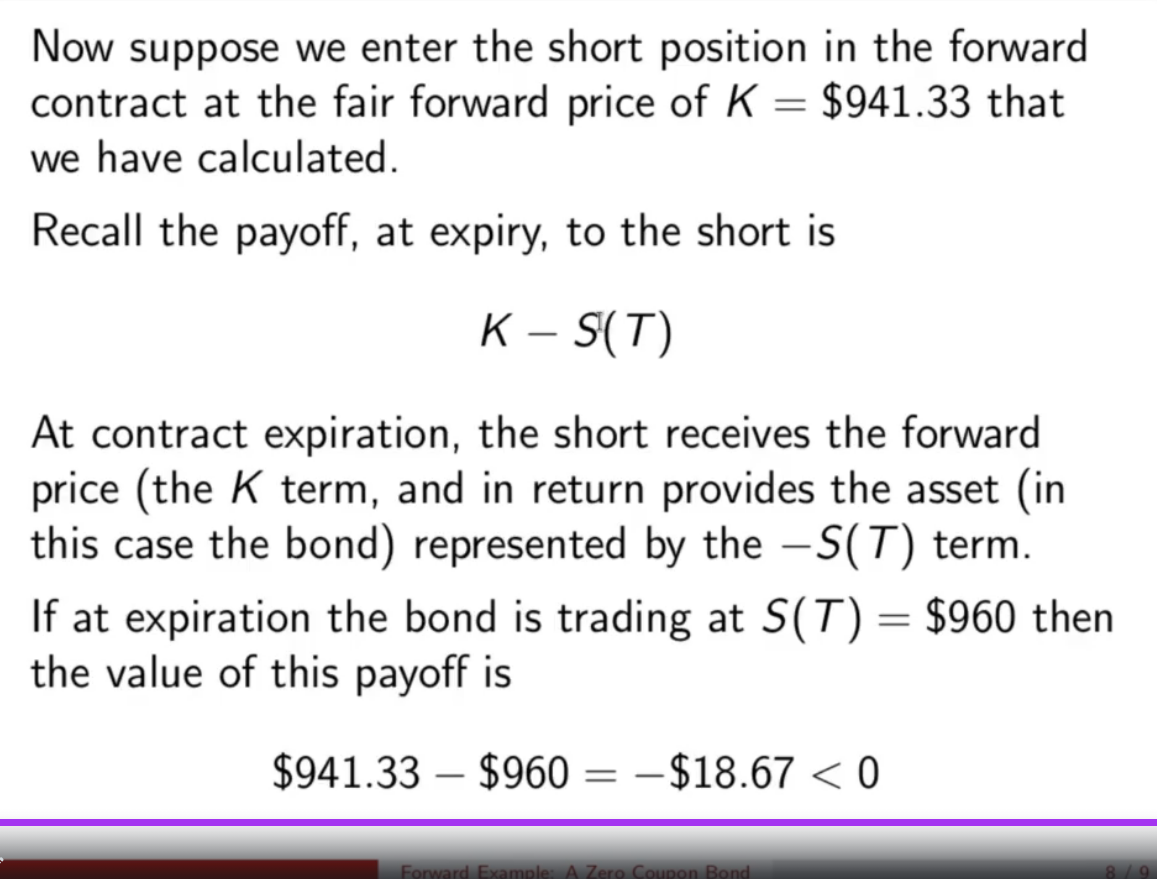 Now suppose we enter the short position in the forward
contract at the fair forward price of K = $941.33 that
we have calculated.
Recall the payoff, at expiry, to the short is
K − S(T)
At contract expiration, the short receives the forward
price (the K term, and in return provides the asset (in
this case the bond) represented by the −S(T) term.
If at expiration the bond is trading at S(T) = $960 then
the value of this payoff is
$941.33 − $960 = −$18.67 < 0
Forward Example: A Zero Coupon Bond
8 / 9